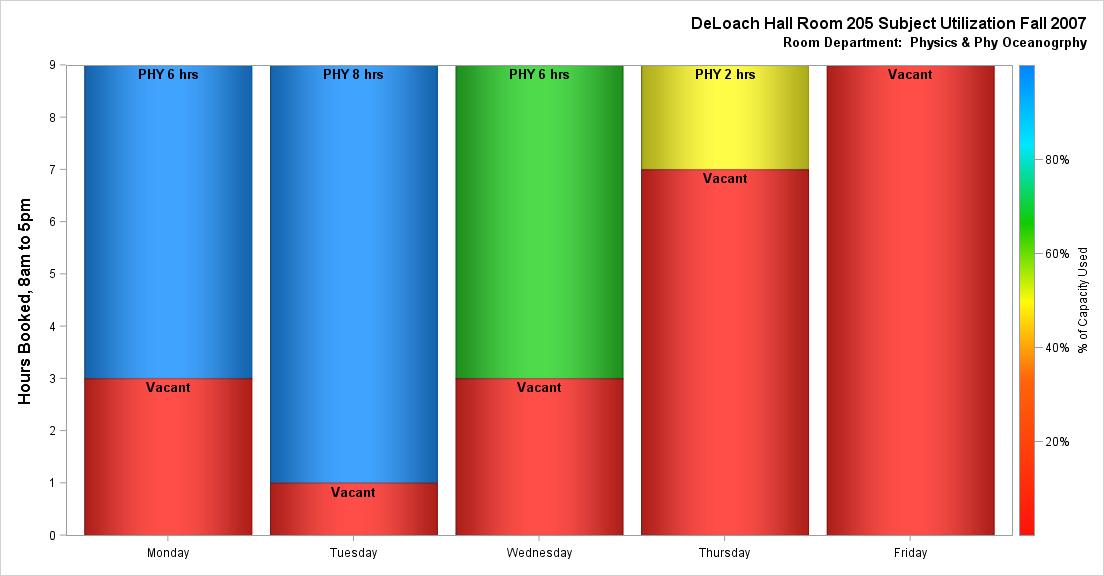 DeLoach Hall Room 205 Subject Utilization Fall 2007
Room Department:  Physics & Phy Oceanogrphy
Hours Booked, 8am to 5pm
9
8
7
6
5
4
3
2
1
0
PHY 6 hrs
Vacant
PHY 8 hrs
Vacant
PHY 6 hrs
Vacant
PHY 2 hrs
Vacant
Vacant
Monday
Tuesday
Wednesday
Thursday
Friday
80%
60%
40%
20%
% of Capacity Used